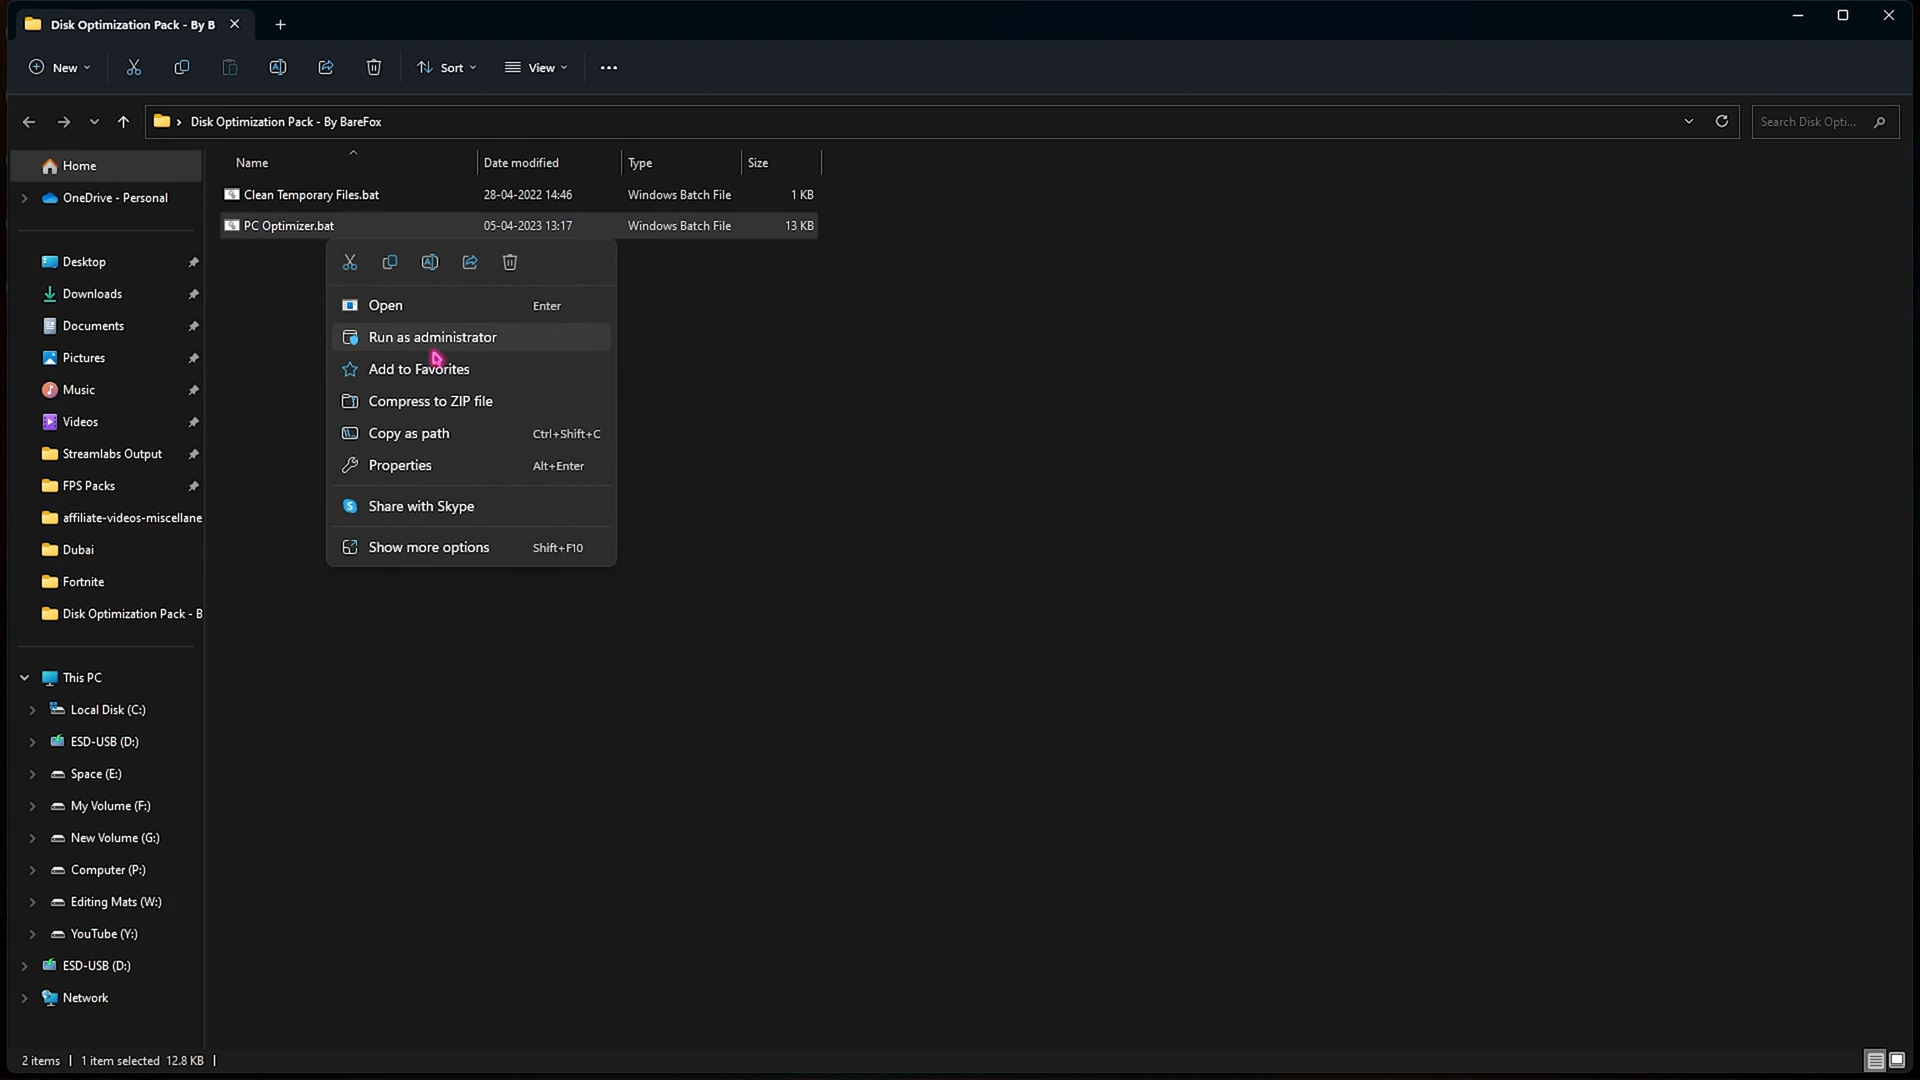 Disk Optimization Pack - By B
New
Sort
View
Disk Optimization Pack - By BareFox
Search Disk Opti...
Home
OneDrive - Personal
Desktop
Downloads
Documents
Pictures
Music
Videos
Streamlabs Output
FPS Packs
affiliate-videos-miscellane
Dubai
Fortnite
Disk Optimization Pack - B
This PC
Local Disk (C:)
ESD-USB (D:)
Space (E:)
My Volume (F:)
New Volume (G:)
Computer (P:)
Editing Mats (W:)
YouTube (Y:)
ESD-USB (D:)
Network
Name Date modified Type Size
Clean Temporary Files.bat 28-04-2022 14:46 Windows Batch File 1 KB
PC Optimizer.bat 05-04-2023 13:17 Windows Batch File 13 KB
Open Enter
Run as administrator
Add to Favorites
Compress to ZIP file
Copy as path Ctrl+Shift+C
Properties Alt+Enter
Share with Skype
Show more options Shift+F10
2 items 1 item selected 12.8 KB